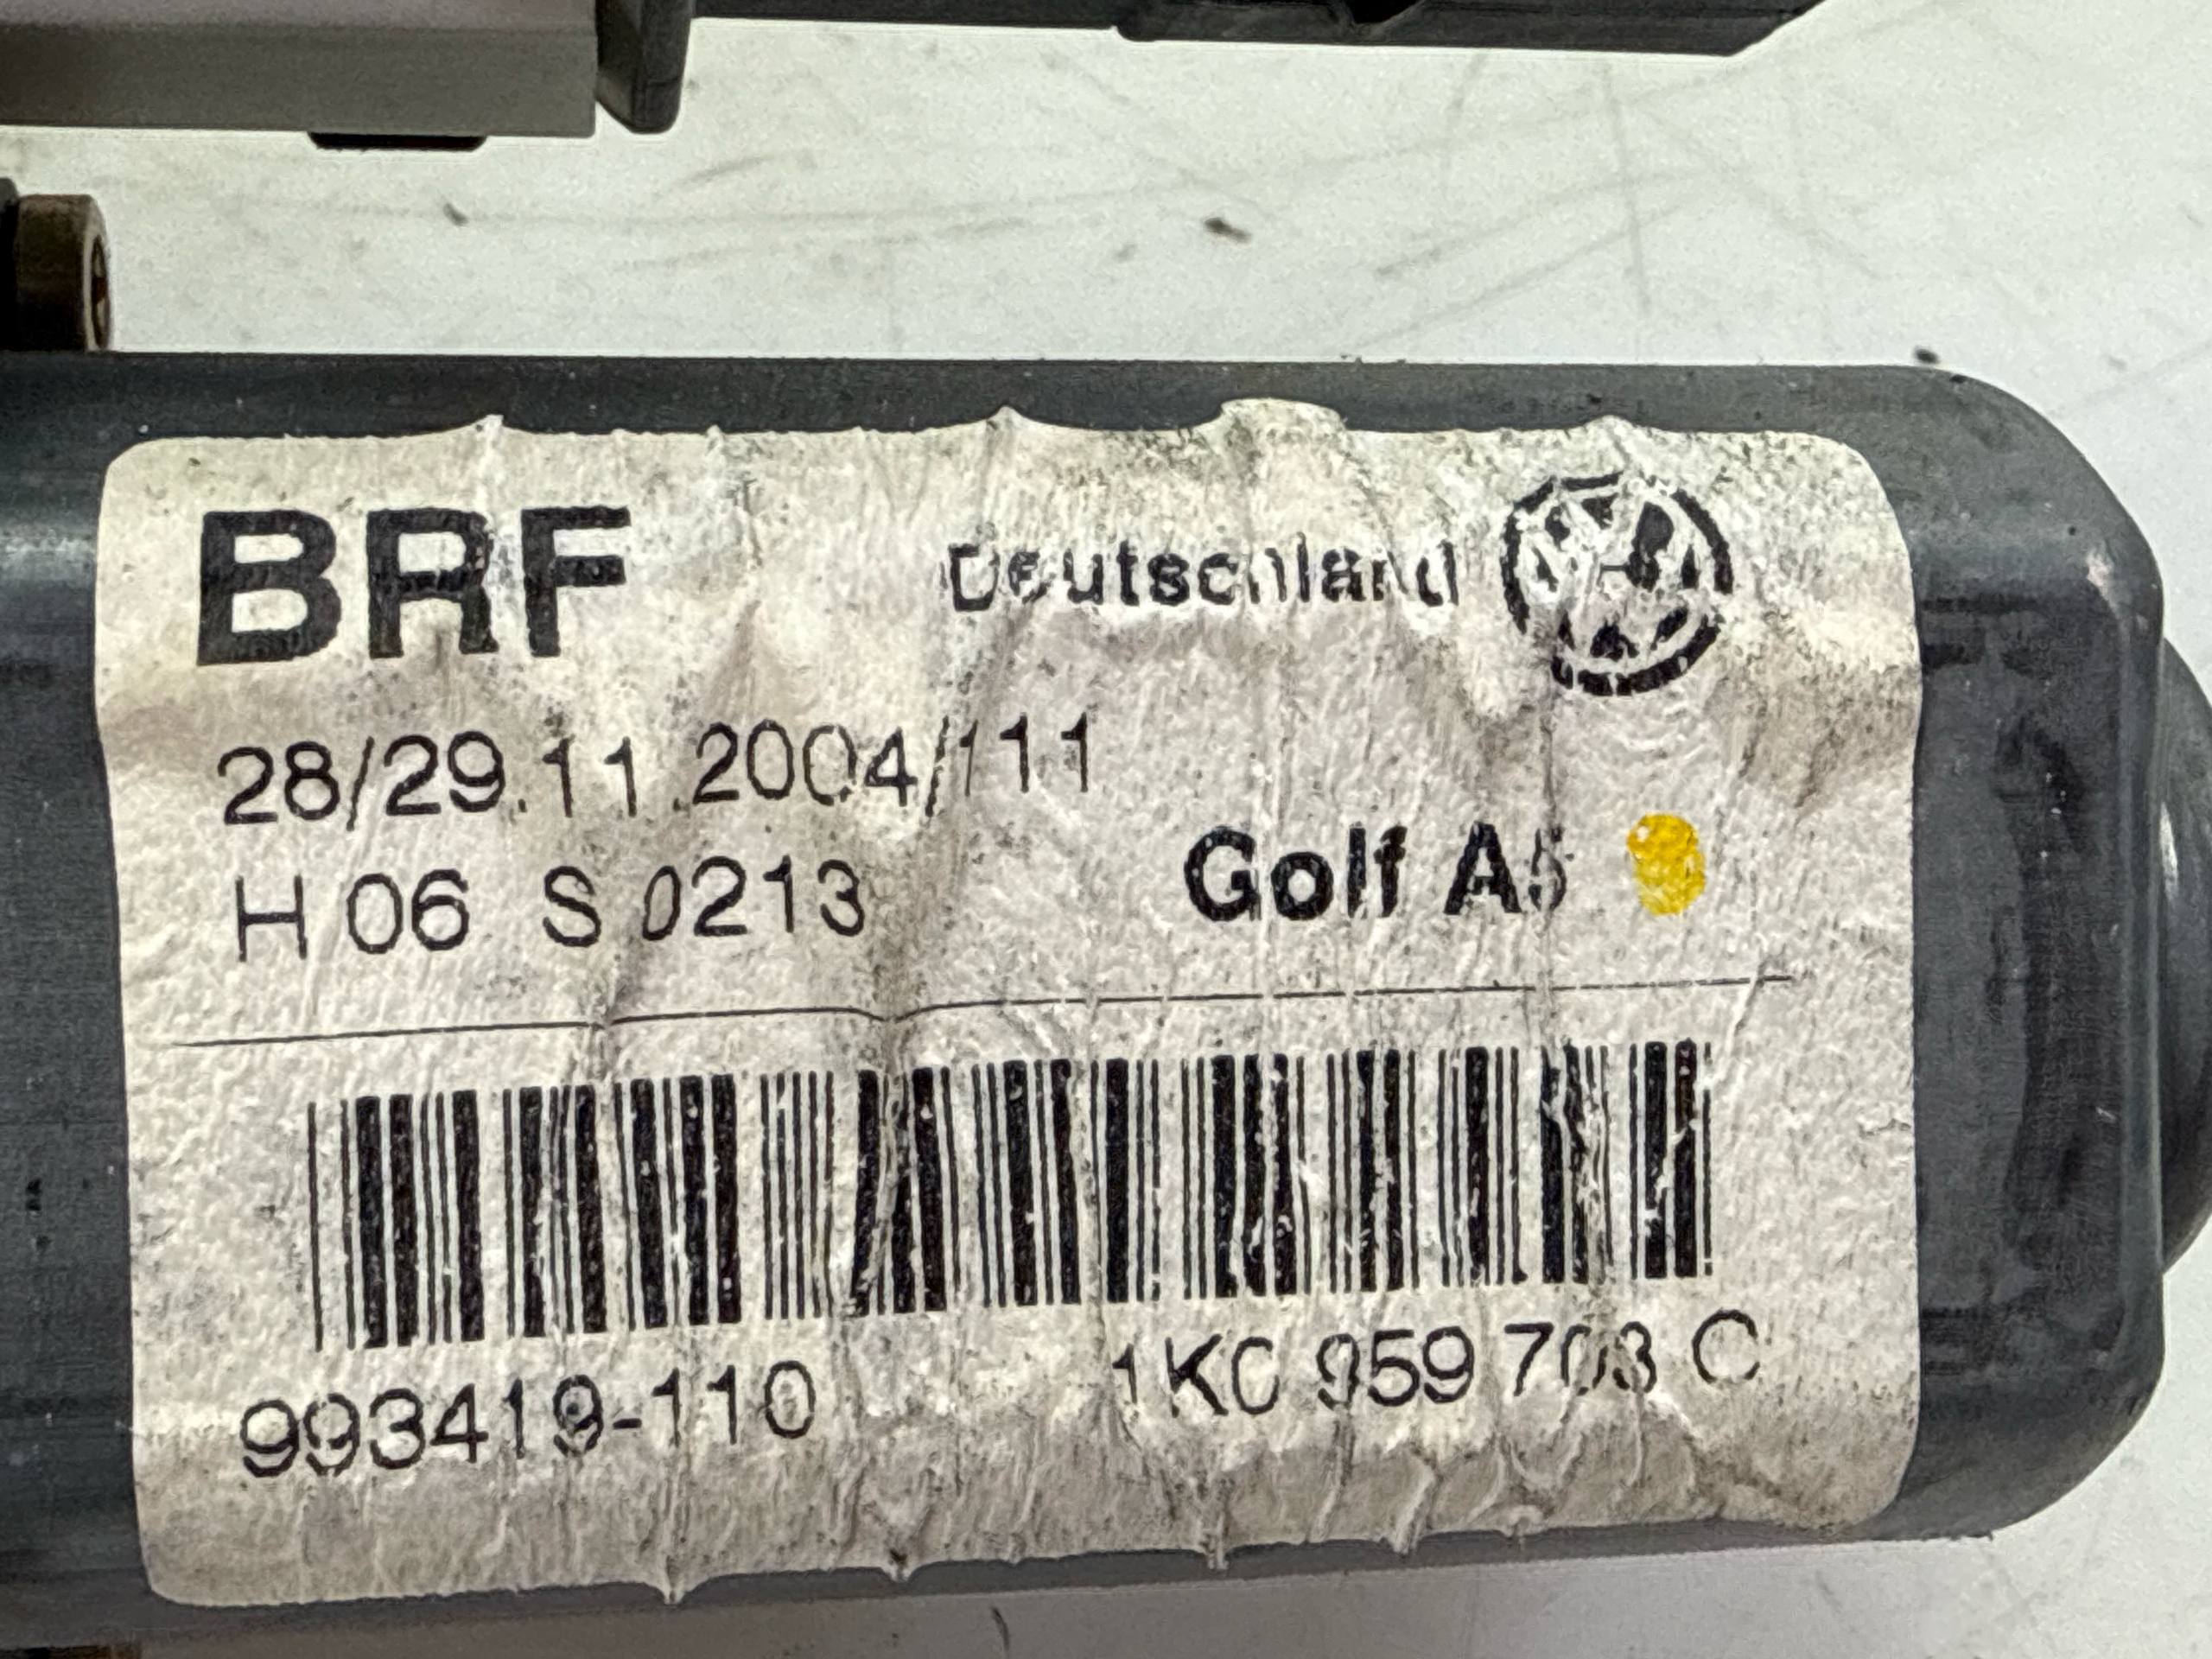 BRF
Deutschland
28/29.11.2004/111
H 06 S 0213
Golf A5
993419-110
1K0 959 703 C